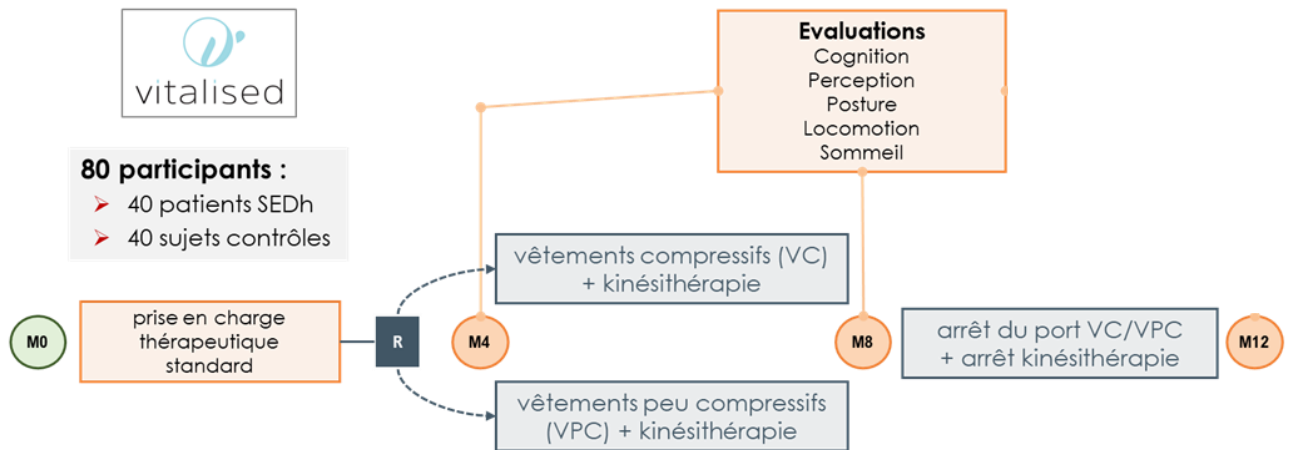 vitalised
80 participants :
40 patients SEDh
40 sujets contrôles
Evaluations
Cognition
Perception
Posture
Locomotion
Sommeil
vêtements compressifs (VC)
+ kinésithérapie
M0
prise en charge
thérapeutique
standard
R
M4
M8
arrêt du port VC/VPC
+ arrêt kinésithérapie
M12
vêtements peu compressifs
(VPC) + kinésithérapie